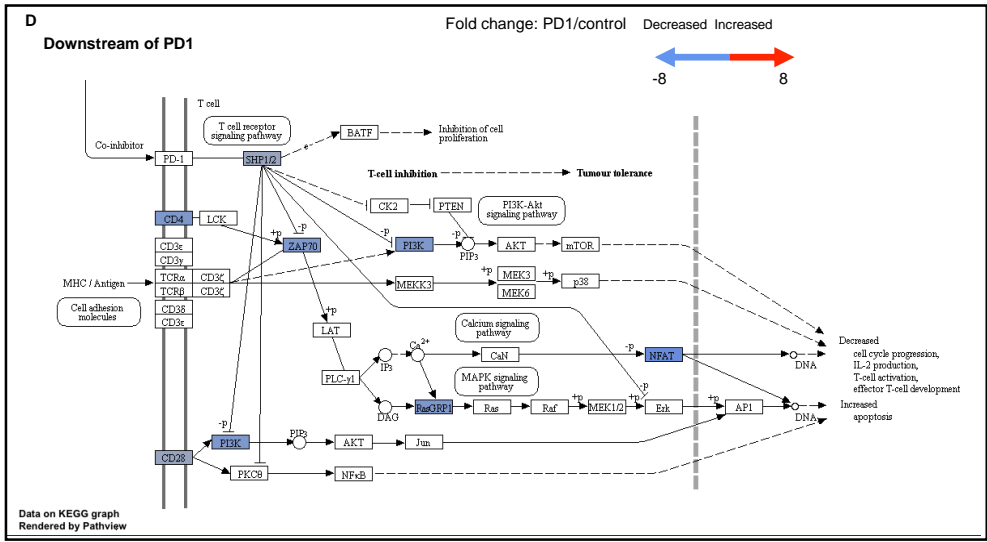 D
Downstream of PD1
Fold change: PD1/control
Decreased Increased
-8
8
T cell
T cell receptor
signaling pathway
BATF
Inhibition of cell
proliferation
e
Co-inhibitor
PD-1
SHP1/2
T-cell inhibition
Tumour tolerance
CK2
PTEN
PI3K-Akt
signaling pathway
CD4
LCK
+p
-p
ZAP70
-p
PI3K
-p
PIP3
AKT
mTOR
CD3ε
CD3γ
MHC / Antigen
TCRα
CD3ζ
TCRβ
CD3ζ
MEKK3
+p
MEK3
MEK6
+p
p38
Cell adhesion
molecules
CD3δ
CD3ε
+p
LAT
Calcium signaling
pathway
Ca2+
IP3
CaN
-p
NFAT
DNA
Decreased
cell cycle progression,
IL-2 production,
T-cell activation,
effector T-cell development
PLC-γ1
MAPK signaling
pathway
DAG
RasGRP1
Ras
Raf
+p
MEK1/2
+p
-p
Erk
+p
AP1
DNA
Increased
apoptosis
-p
PI3K
PIP3
AKT
Jun
CD28
PKCθ
NFκB
Data on KEGG graph
Rendered by Pathview